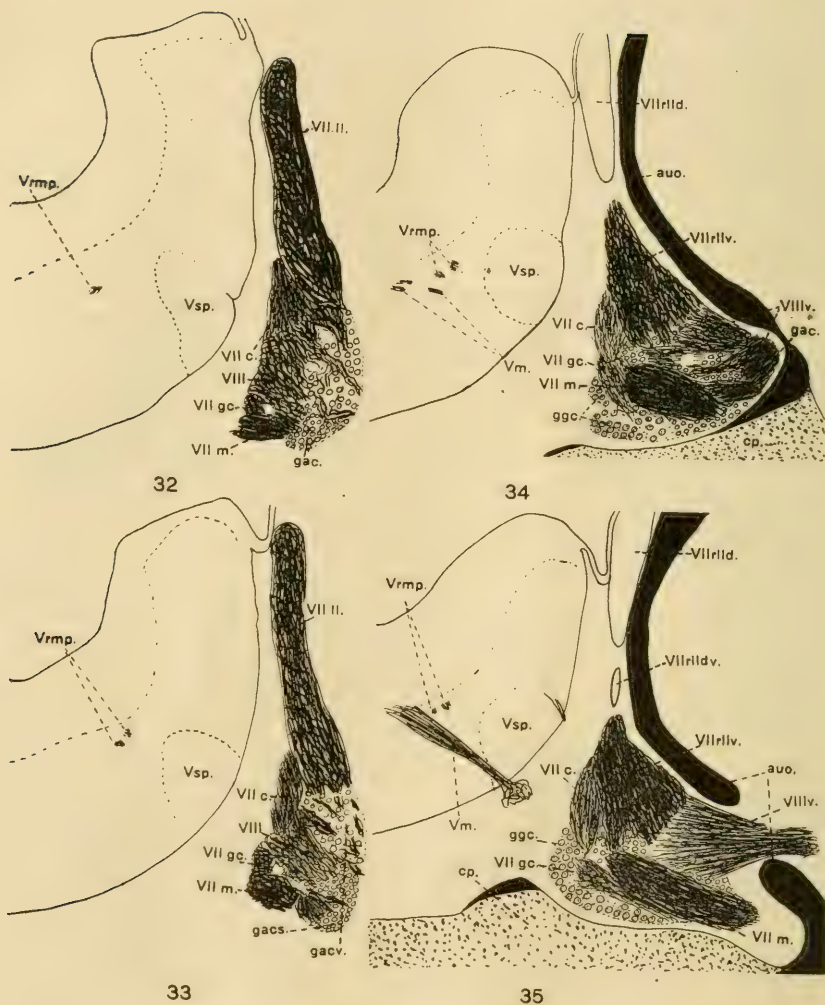 Vrmp.
Vsp.
VII.ll.
VII c.
VIII
VII gc.
VII m.
gac.
32
VIIrlld.
auo.
Vrmp.
VIIrllv.
Vsp.
VIIIv.
gac.
VII c.
Vm.
VII gc.
VII m.
ggc.
cp.
34
Vrmp.
VII ll.
Vsp.
VII c.
VIII
VII gc.
VII m.
gacs.
gacv.
33
VIIrlld.
Vrmp.
VIIrlldv.
Vsp.
VIIrllv.
VII c.
auo.
VIIIv.
Vm.
ggc.
VII gc.
cp.
VII m.
35